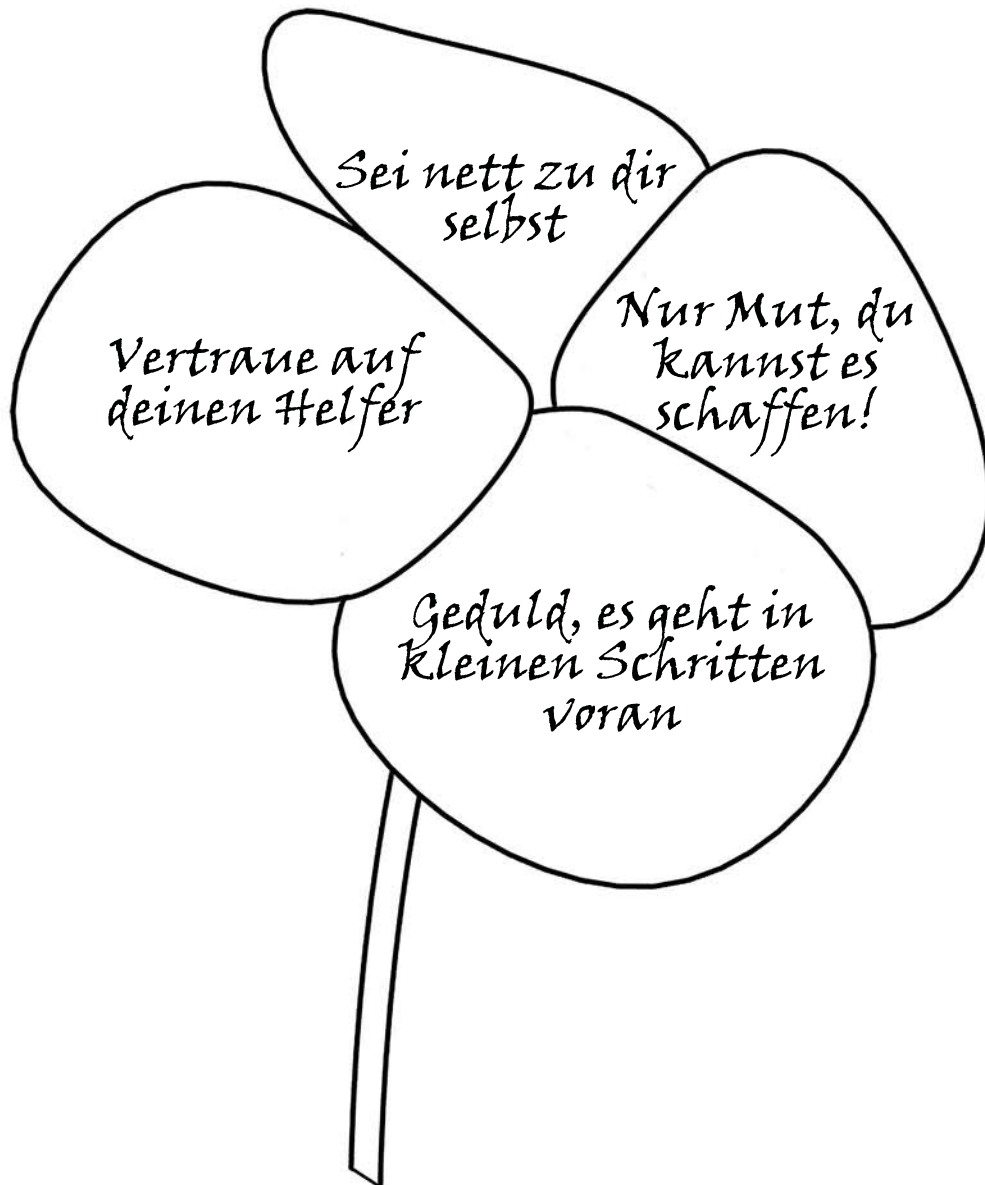 Sei nett zu dir
selbst
Nur Mut, du
kannst es
schaffen!
Vertraue auf
deinen Helfer
Geduld, es geht in
kleinen Schritten
voran